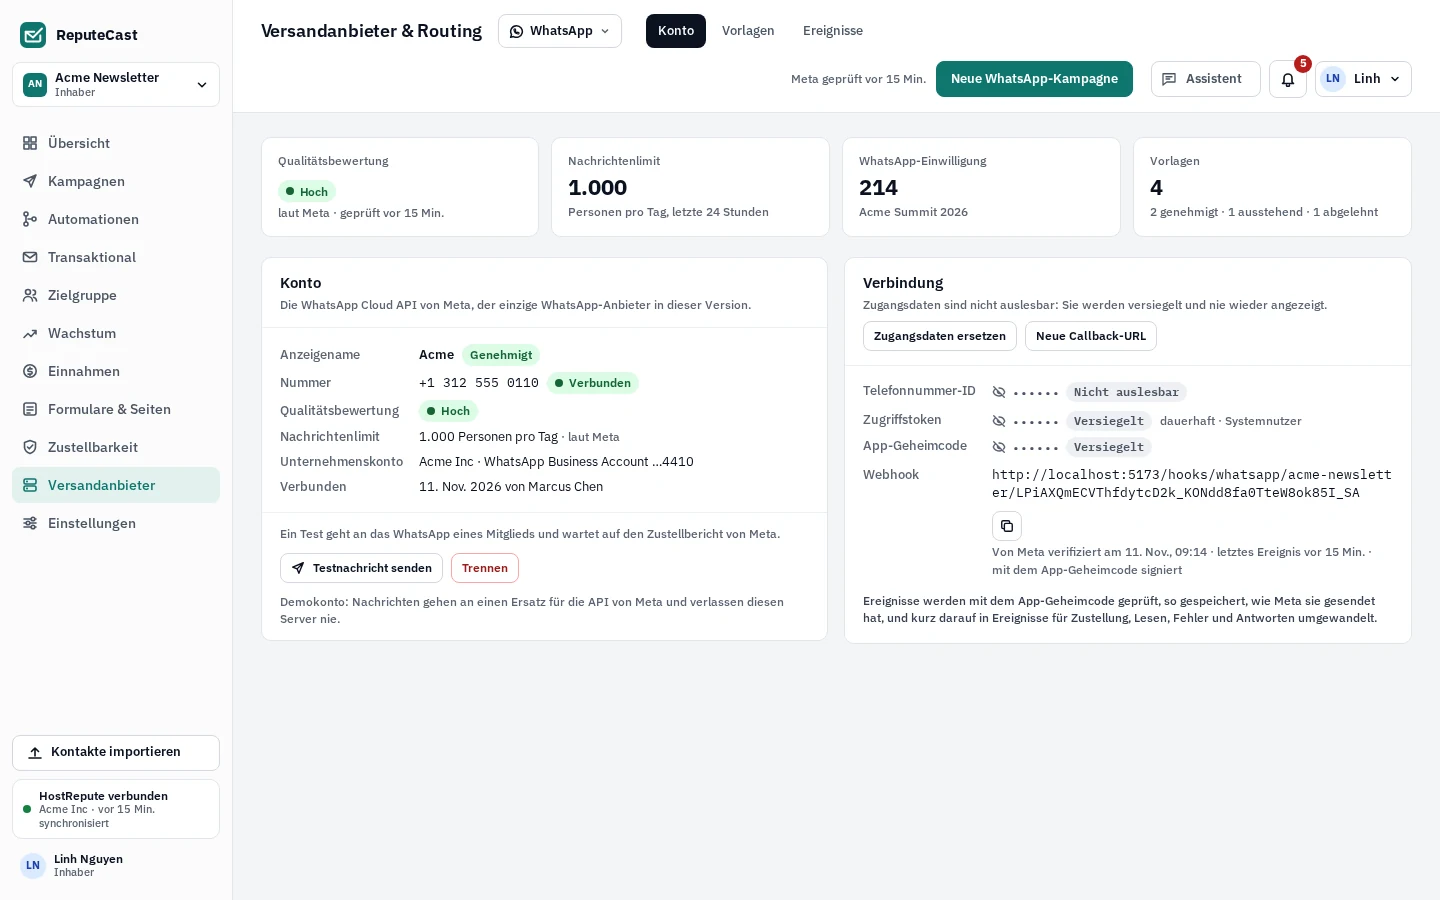 ReputeCast
AN
Acme Newsletter
Inhaber
Übersicht
Kampagnen
Automationen
Transaktional
Zielgruppe
Wachstum
Einnahmen
Formulare & Seiten
Zustellbarkeit
Versandanbieter
Einstellungen
Kontakte importieren
HostRepute verbunden
Acme Inc · vor 15 Min.
synchronisiert
LN
Linh Nguyen
Inhaber
Versandanbieter & Routing
WhatsApp
Konto
Vorlagen
Ereignisse
Meta geprüft vor 15 Min.
Neue WhatsApp-Kampagne
Assistent
5
LN
Linh
Qualitätsbewertung
Hoch
laut Meta · geprüft vor 15 Min.
Nachrichtenlimit
1.000
Personen pro Tag, letzte 24 Stunden
WhatsApp-Einwilligung
214
Acme Summit 2026
Vorlagen
4
2 genehmigt · 1 ausstehend · 1 abgelehnt
Konto
Die WhatsApp Cloud API von Meta, der einzige WhatsApp-Anbieter in dieser Version.
Anzeigename Acme Genehmigt
Nummer +1 312 555 0110 Verbunden
Qualitätsbewertung Hoch
Nachrichtenlimit 1.000 Personen pro Tag · laut Meta
Unternehmenskonto Acme Inc · WhatsApp Business Account …4410
Verbunden 11. Nov. 2026 von Marcus Chen
Ein Test geht an das WhatsApp eines Mitglieds und wartet auf den Zustellbericht von Meta.
Testnachricht senden
Trennen
Demokonto: Nachrichten gehen an einen Ersatz für die API von Meta und verlassen diesen
Server nie.
Verbindung
Zugangsdaten sind nicht auslesbar: Sie werden versiegelt und nie wieder angezeigt.
Zugangsdaten ersetzen
Neue Callback-URL
Telefonnummer-ID •••••• Nicht auslesbar
Zugriffstoken •••••• Versiegelt dauerhaft · Systemnutzer
App-Geheimcode •••••• Versiegelt
Webhook http://localhost:5173/hooks/whatsapp/acme-newslett
er/LPiAXQmECVThfdytcD2k_KONdd8fa0TteW8ok85I_SA
Von Meta verifiziert am 11. Nov., 09:14 · letztes Ereignis vor 15 Min. ·
mit dem App-Geheimcode signiert
Ereignisse werden mit dem App-Geheimcode geprüft, so gespeichert, wie Meta sie gesendet
hat, und kurz darauf in Ereignisse für Zustellung, Lesen, Fehler und Antworten umgewandelt.